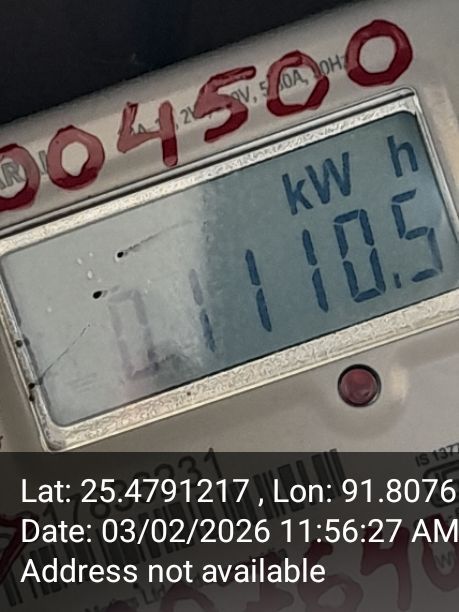 004500
kW h
01110.5
Lat: 25.4791217 , Lon: 91.8076
Date: 03/02/2026 11:56:27 AM
Address not available